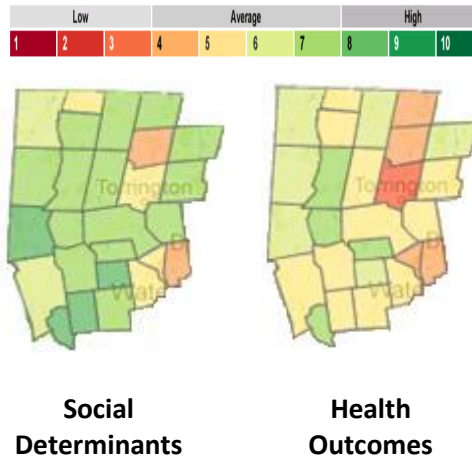 Low Average High
1 2 3 4 5 6 7 8 9 10
Torrington Torrington
Social Health
Determinants Outcomes